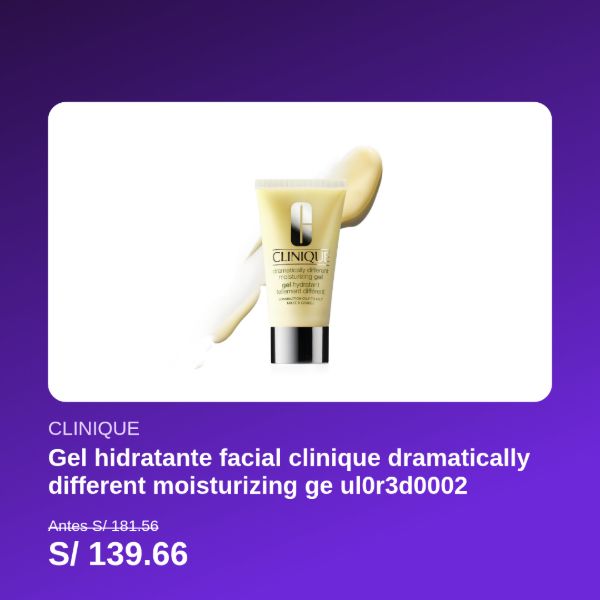 CLINIQUE
dramatically different
moisturizing gel
gel hydratant
tellement différent
CLINIQUE
Gel hidratante facial clinique dramatically
different moisturizing ge ul0r3d0002
Antes S/ 181.56
S/ 139.66